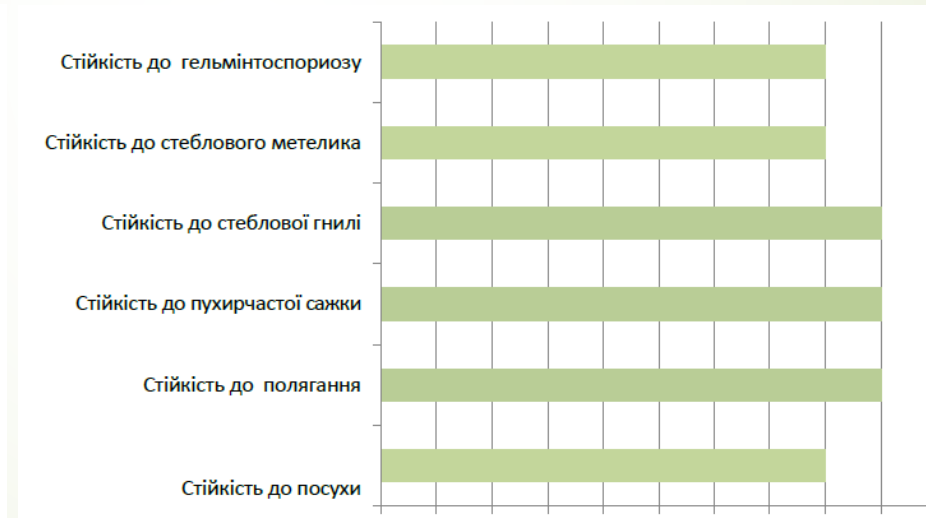 Стійкість до гельмінтоспориозу
Стійкість до стеблового метелика
Стійкість до стеблової гнилі
Стійкість до пухирчастої сажки
Стійкість до полягання
Стійкість до посухи